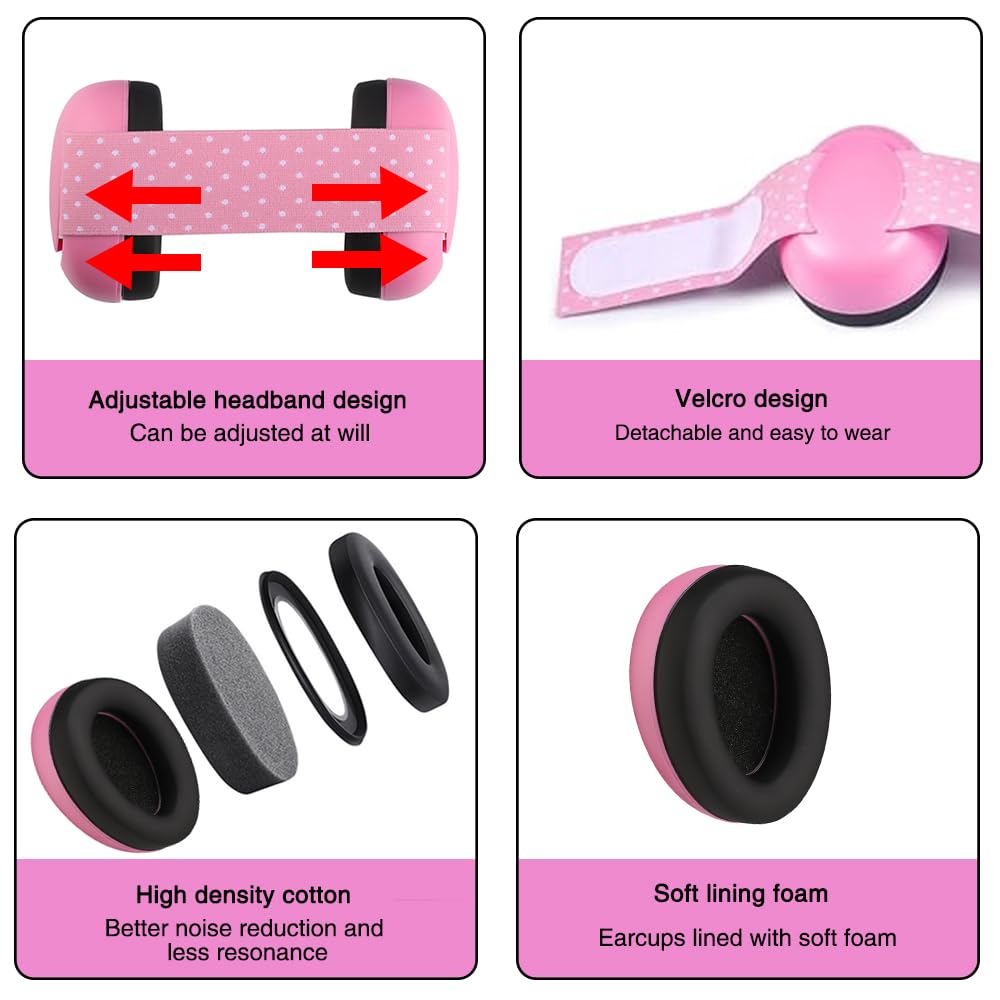 Adjustable headband design
Can be adjusted at will
Velcro design
Detachable and easy to wear
High density cotton
Better noise reduction and
less resonance
Soft lining foam
Earcups lined with soft foam